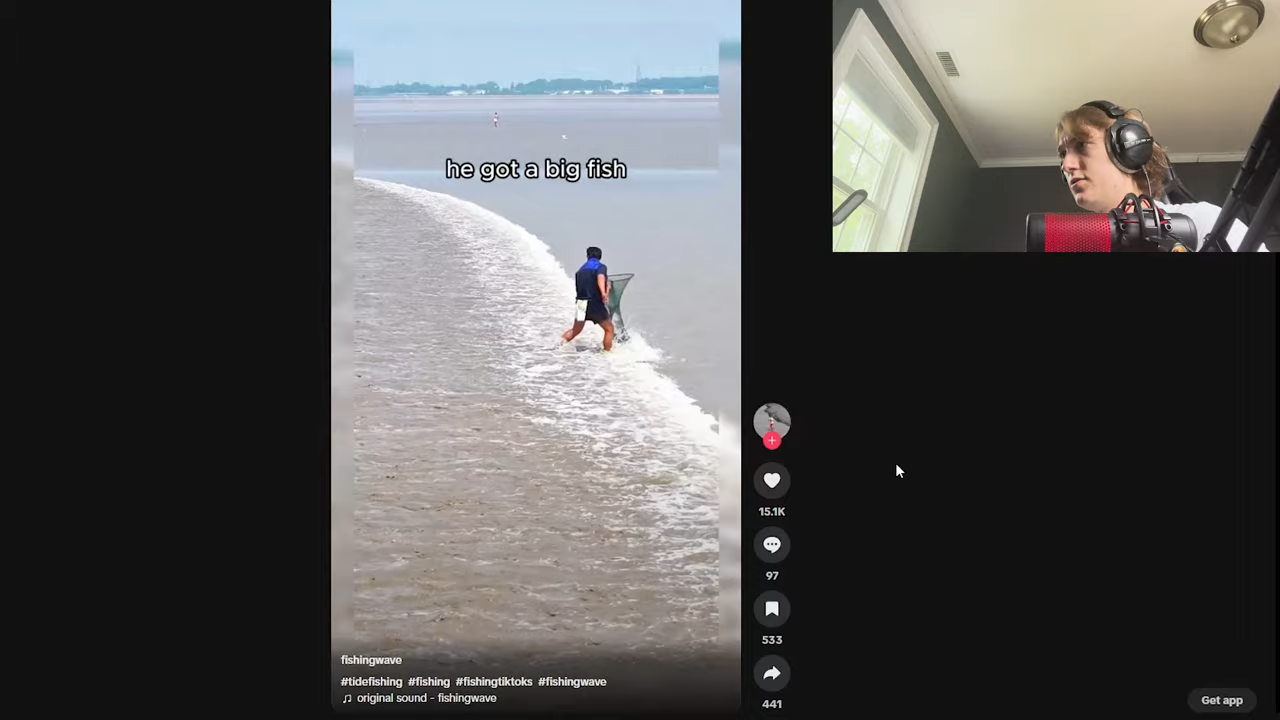 he got a big fish
15.1K
97
533
441
fishingwave
#tidefishing #fishing #fishingtiktoks #fishingwave
original sound - fishingwave
Get app